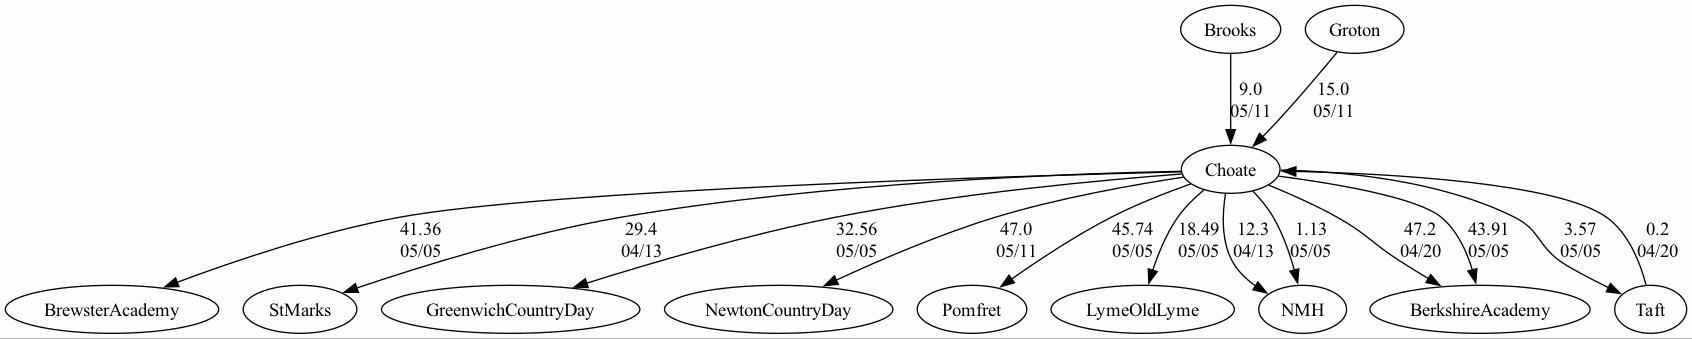 Brooks Groton
9.0 15.0
05/11 05/11
Choate
41.36 29.4 32.56 47.0 45.74 18.49 12.3 1.13 47.2 43.91 3.57 0.2
05/05 04/13 05/05 05/11 05/05 05/05 04/13 05/05 04/20 05/05 05/05 04/20
BrewsterAcademy StMarks GreenwichCountryDay NewtonCountryDay Pomfret LymeOldLyme NMH BerkshireAcademy Taft